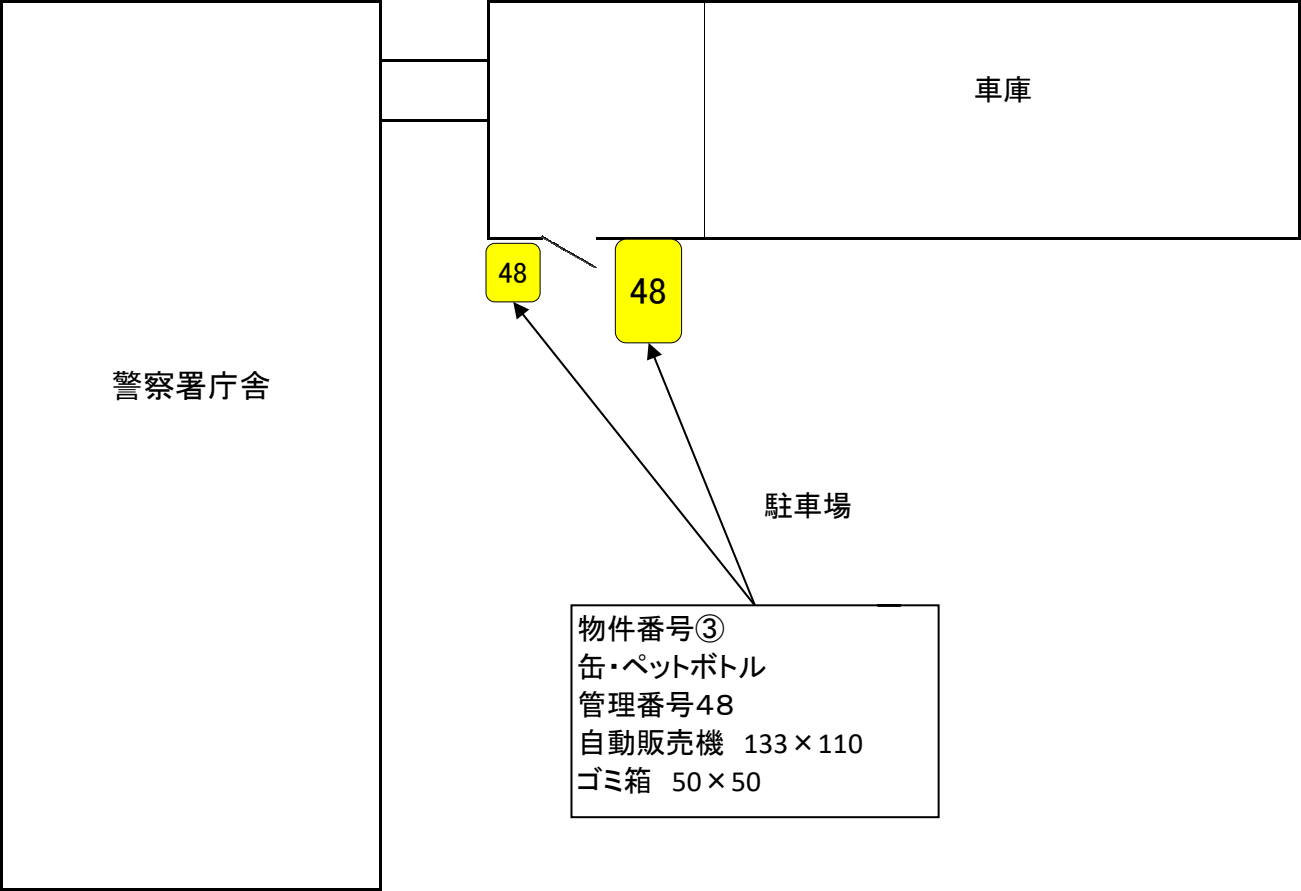 車庫
48
48
警察署庁舎
駐車場
物件番号③
缶・ペットボトル
管理番号４８
自動販売機　133×110
ゴミ箱　50×50